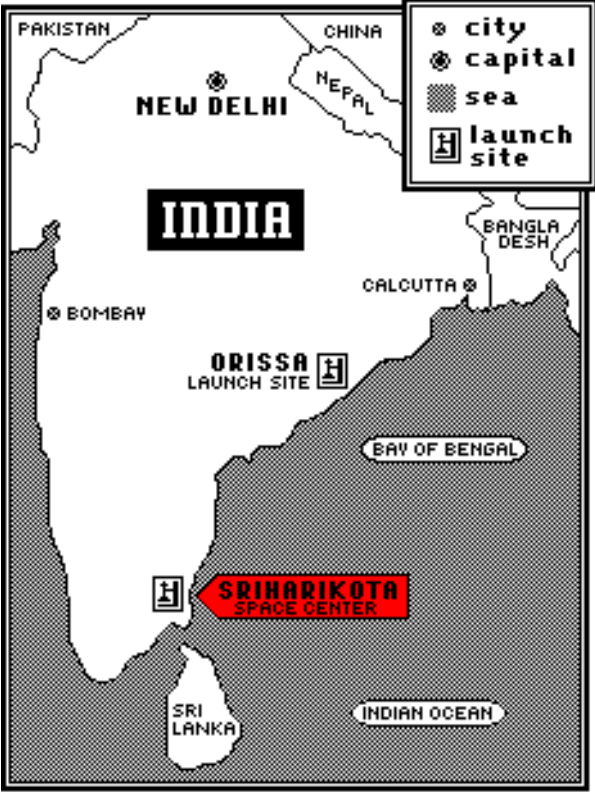 PAKISTAN
CHINA
city
capital
sea
launch
site
NEPAL
NEW DELHI
INDIA
BANGLA
DESH
CALCUTTA
BOMBAY
ORISSA
LAUNCH SITE
BAY OF BENGAL
SRIHARIKOTA
SPACE CENTER
SRI
LANKA
INDIAN OCEAN